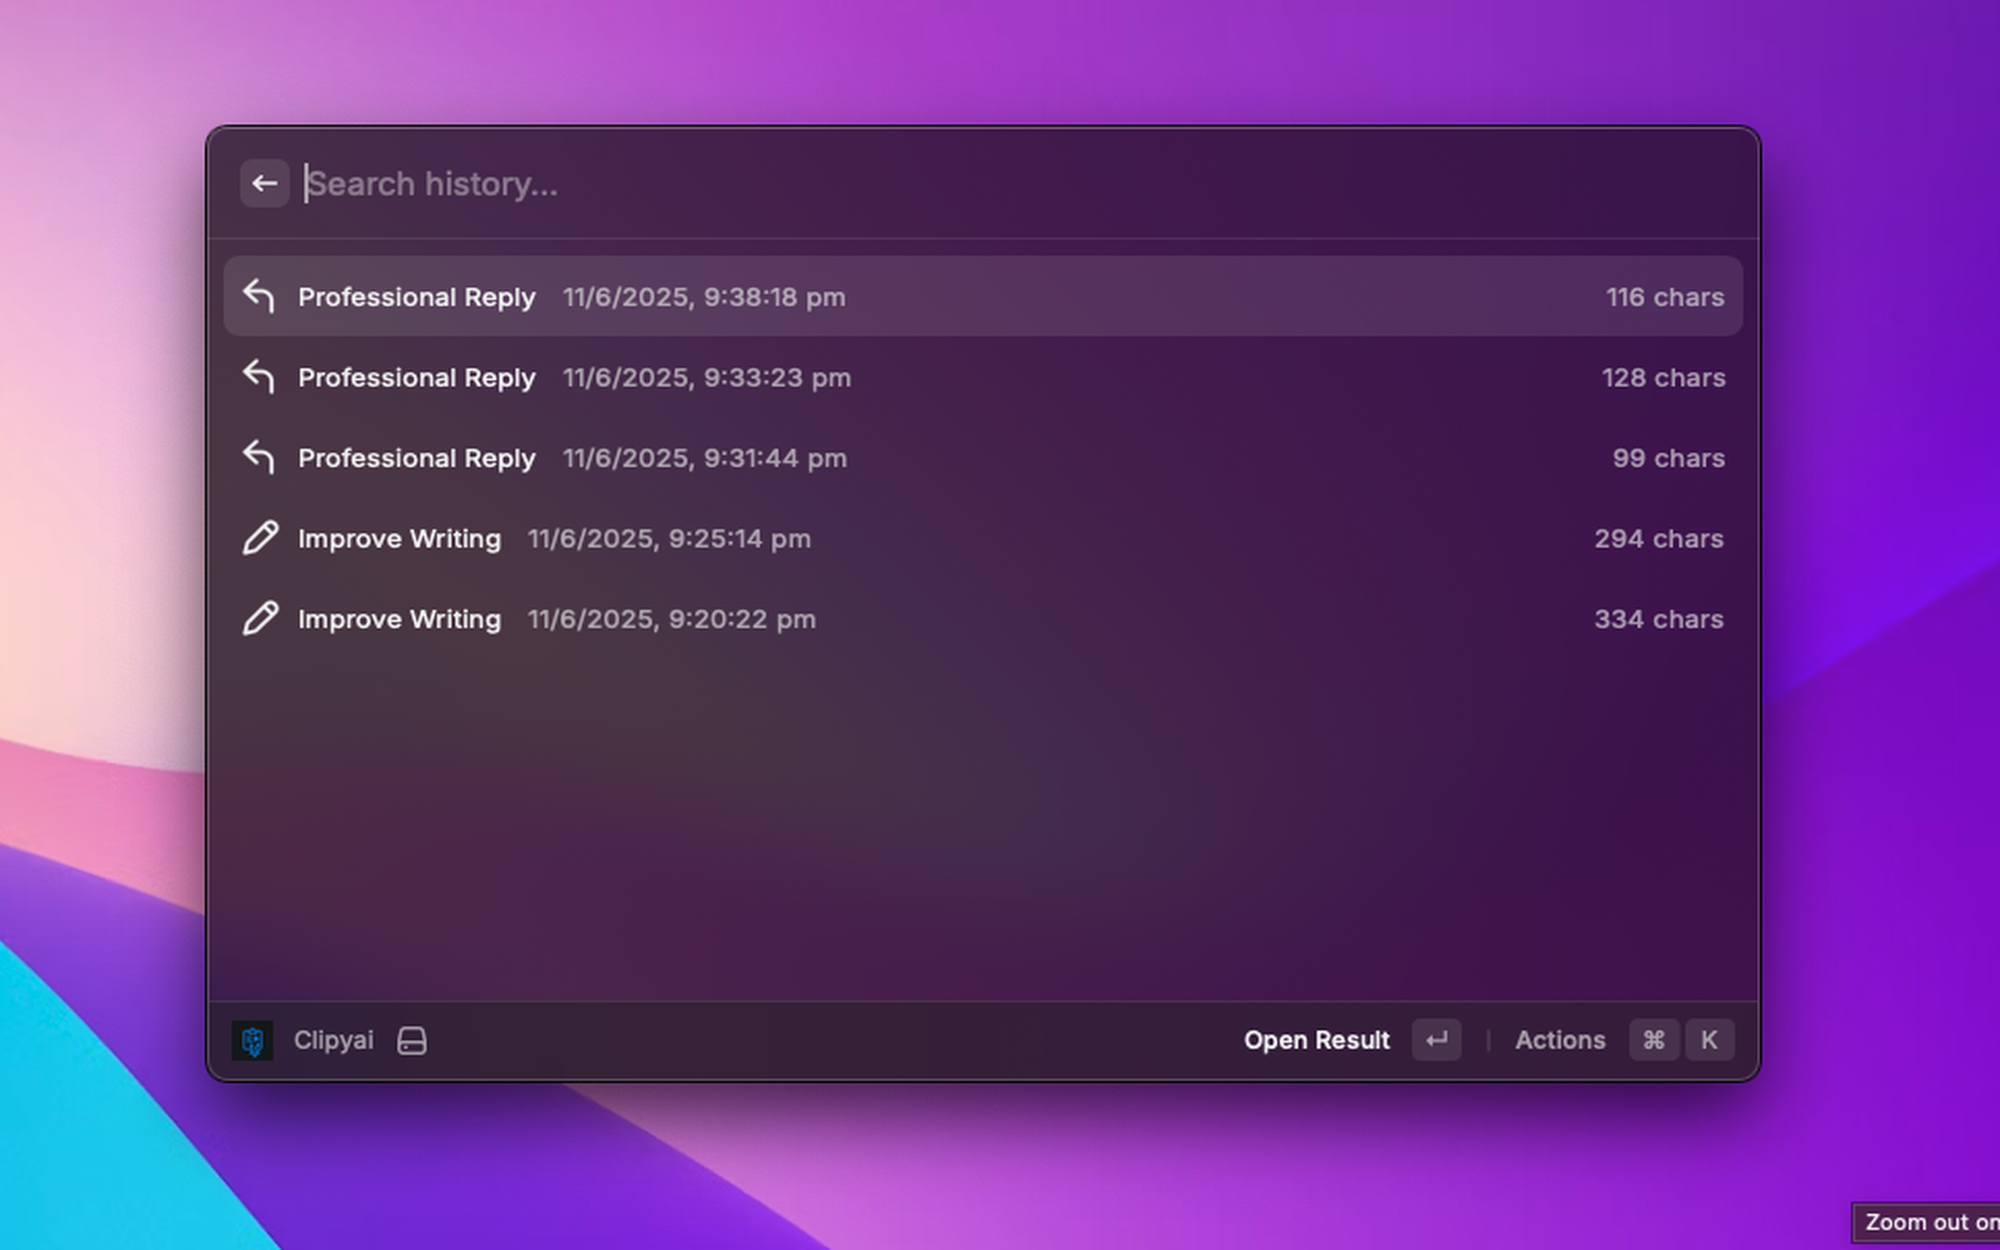 Search history...
Professional Reply 11/6/2025, 9:38:18 pm 116 chars
Professional Reply 11/6/2025, 9:33:23 pm 128 chars
Professional Reply 11/6/2025, 9:31:44 pm 99 chars
Improve Writing 11/6/2025, 9:25:14 pm 294 chars
Improve Writing 11/6/2025, 9:20:22 pm 334 chars
Clipyai Open Result ↵ Actions ⌘ K
Zoom out on